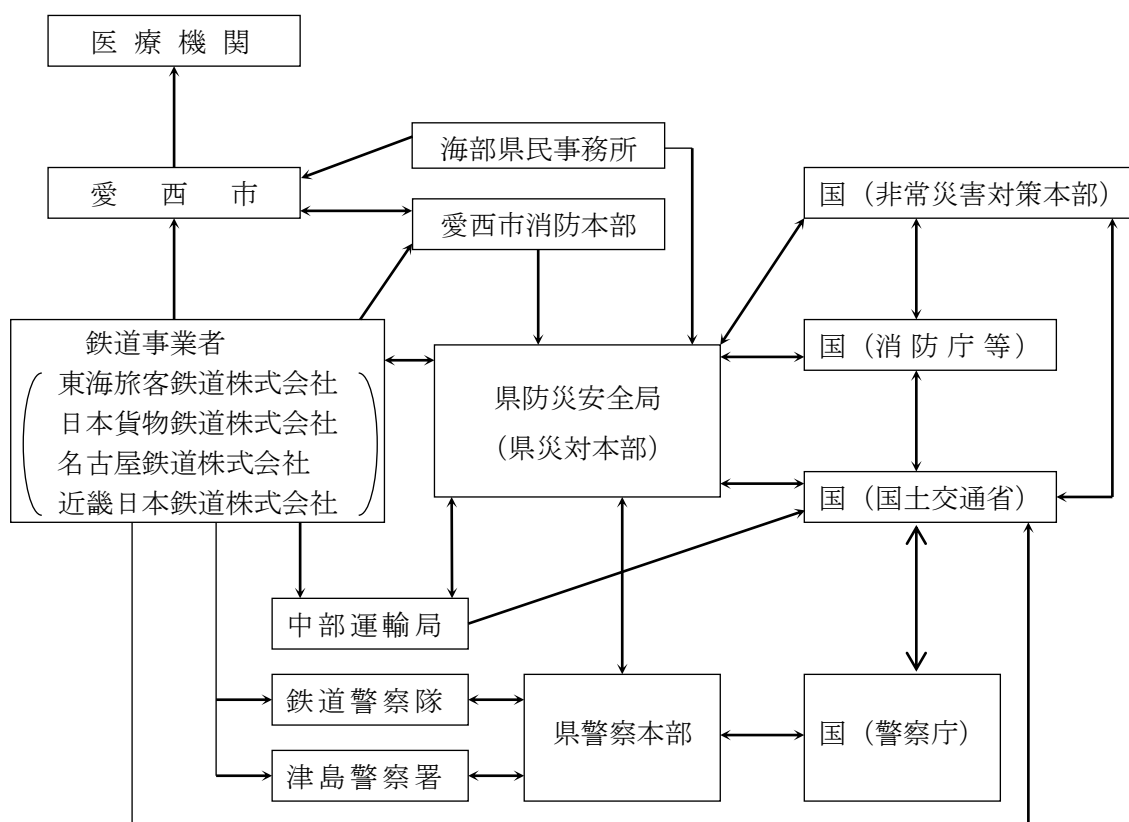 医療機関
海部県民事務所
愛西市
国（非常災害対策本部）
愛西市消防本部
鉄道事業者
東海旅客鉄道株式会社
日本貨物鉄道株式会社
名古屋鉄道株式会社
近畿日本鉄道株式会社
県防災安全局
（県災対本部）
国（消防庁等）
国（国土交通省）
中部運輸局
鉄道警察隊
県警察本部
国（警察庁）
津島警察署